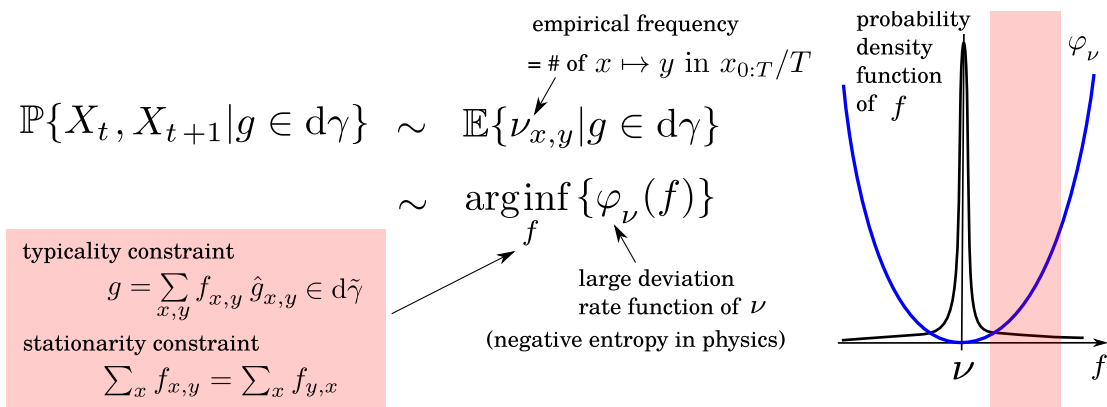 empirical frequency
= # of x ↦ y in x_{0:T}/T
ℙ{X_t, X_{t+1}|g ∈ dγ} ∼ 𝔼{ν_{x,y}|g ∈ dγ}
∼ arg inf_f {φ_ν(f)}
large deviation
rate function of ν
(negative entropy in physics)
typicality constraint
g = ∑_{x,y} f_{x,y} ĝ_{x,y} ∈ dγ̃
stationarity constraint
∑_x f_{x,y} = ∑_x f_{y,x}
probability
density
function
of f
φ_ν
ν
f